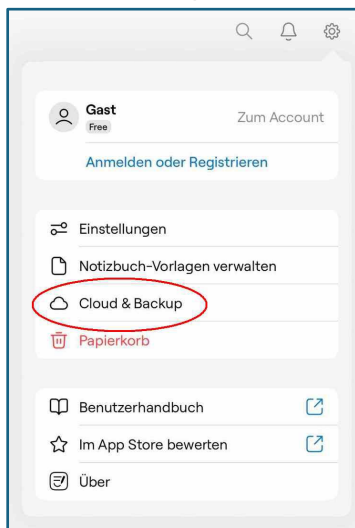 Gast
Free
Zum Account
Anmelden oder Registrieren
Einstellungen
Notizbuch-Vorlagen verwalten
Cloud & Backup
Papierkorb
Benutzerhandbuch
Im App Store bewerten
Über